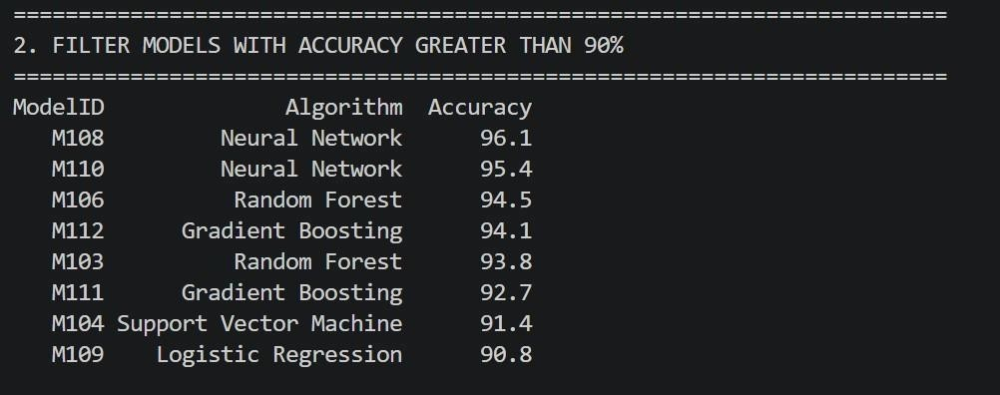 ========================================================================
2. FILTER MODELS WITH ACCURACY GREATER THAN 90%
========================================================================
ModelID              Algorithm  Accuracy
   M108         Neural Network      96.1
   M110         Neural Network      95.4
   M106          Random Forest      94.5
   M112      Gradient Boosting      94.1
   M103          Random Forest      93.8
   M111      Gradient Boosting      92.7
   M104 Support Vector Machine      91.4
   M109    Logistic Regression      90.8